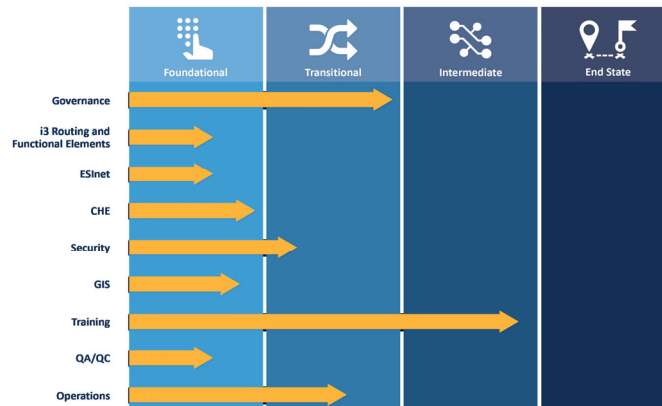 Foundational
Transitional
Intermediate
End State
Governance
i3 Routing and
Functional Elements
ESInet
CHE
Security
GIS
Training
QA/QC
Operations